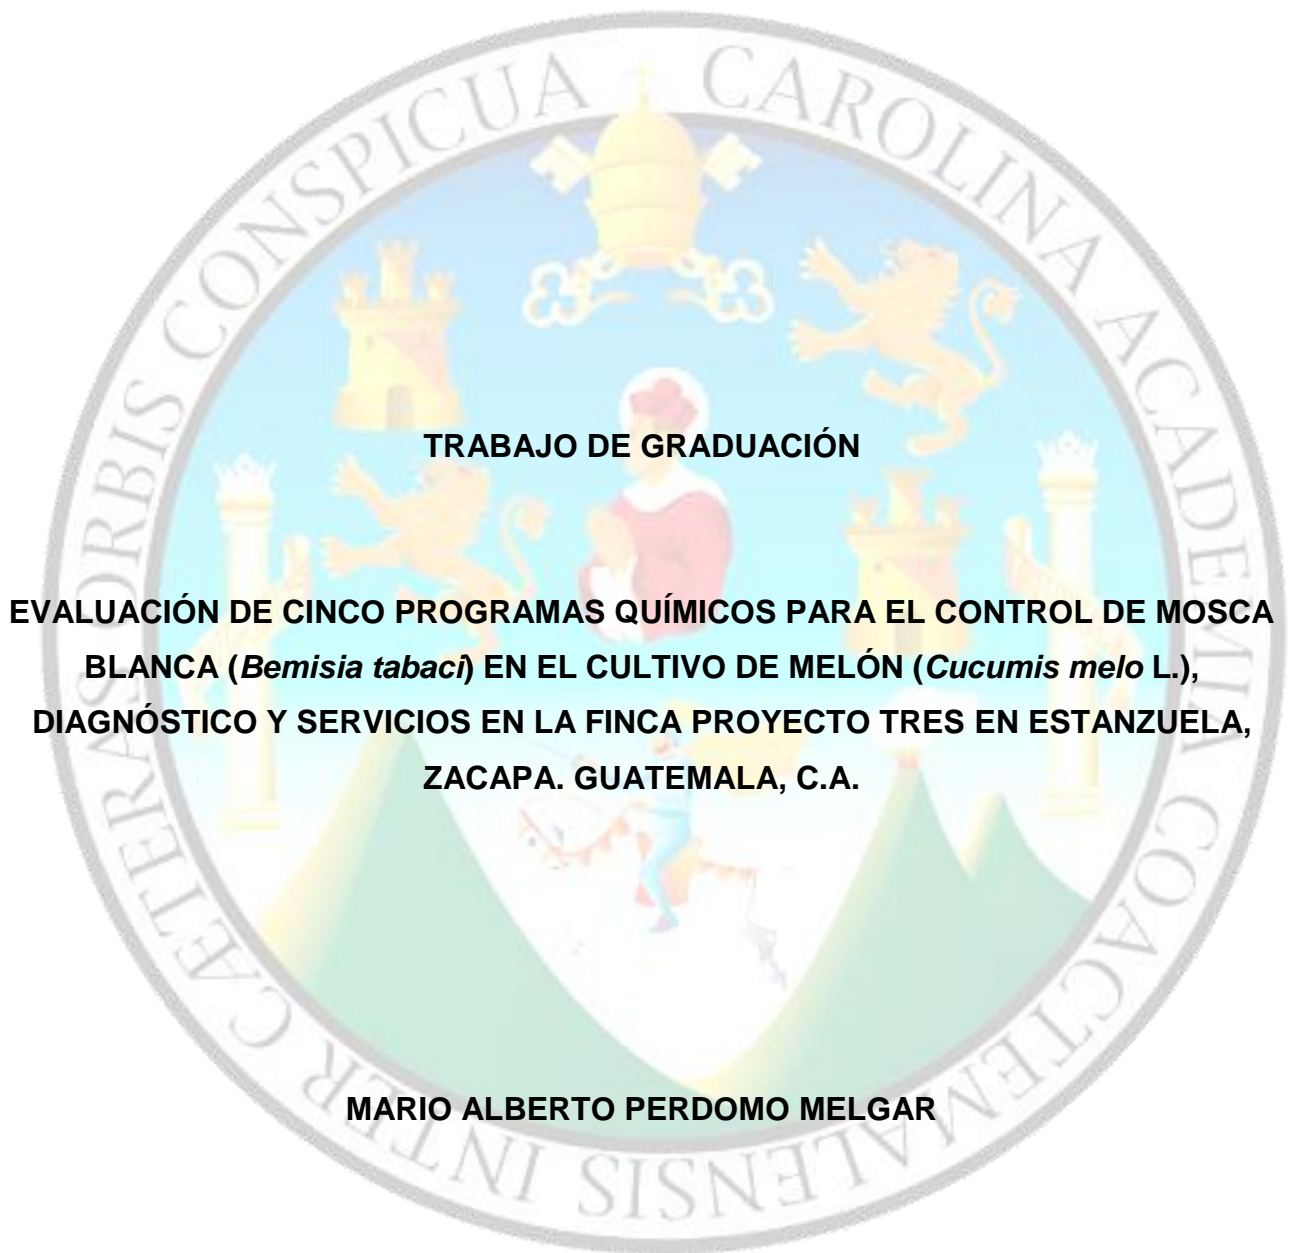 CÆTERAS ORBIS CONSPICUA CAROLINA ACADEMIA COACTEMALENSIS INTER
TRABAJO DE GRADUACIÓN
EVALUACIÓN DE CINCO PROGRAMAS QUÍMICOS PARA EL CONTROL DE MOSCA
BLANCA (Bemisia tabaci) EN EL CULTIVO DE MELÓN (Cucumis melo L.),
DIAGNÓSTICO Y SERVICIOS EN LA FINCA PROYECTO TRES EN ESTANZUELA,
ZACAPA. GUATEMALA, C.A.
MARIO ALBERTO PERDOMO MELGAR